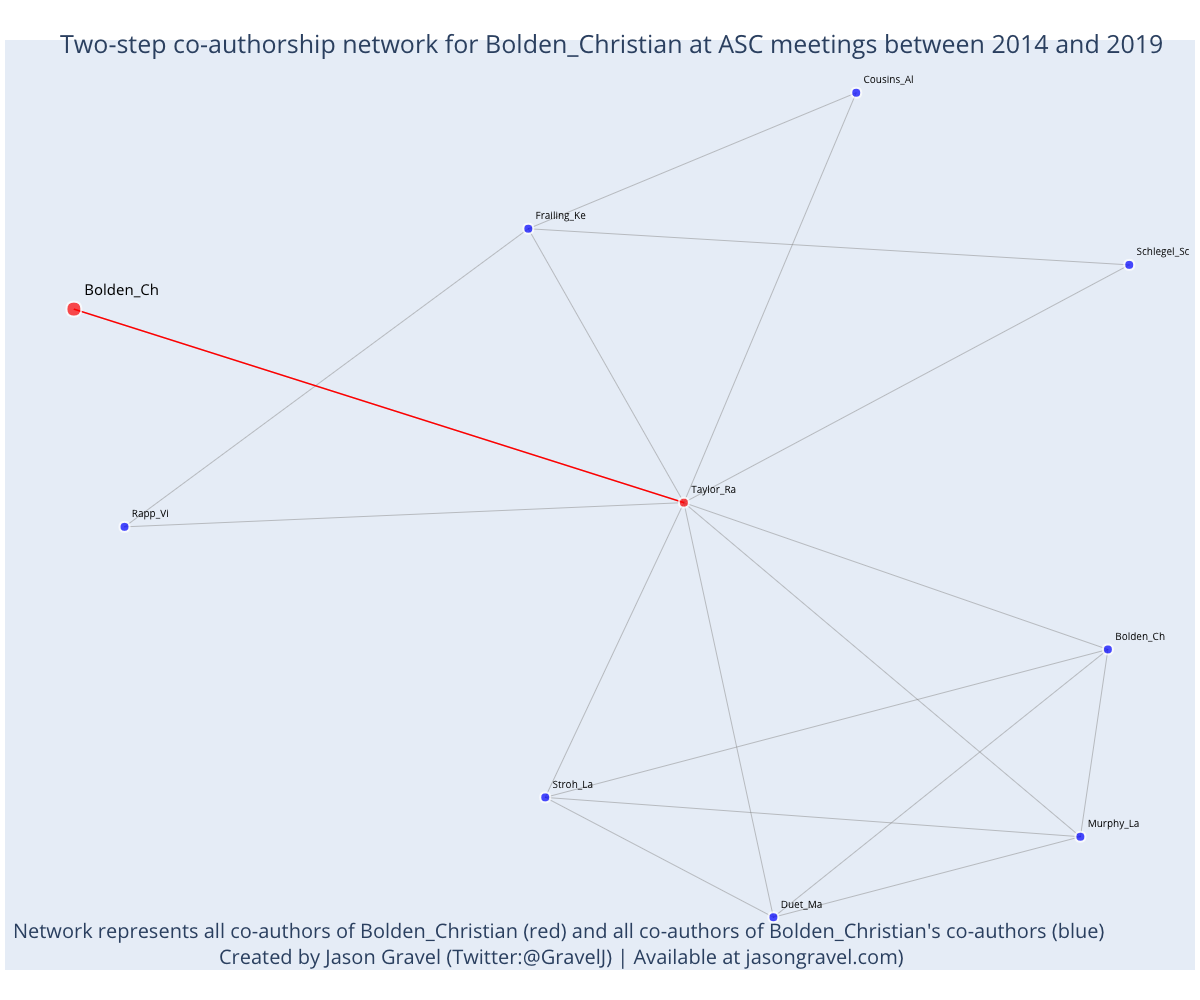 Two-step co-authorship network for Bolden_Christian at ASC meetings between 2014 and 2019
Cousins_Al
Frailing_Ke
Schlegel_Sc
Bolden_Ch
Taylor_Ra
Rapp_Vi
Bolden_Ch
Stroh_La
Murphy_La
Duet_Ma
Network represents all co-authors of Bolden_Christian (red) and all co-authors of Bolden_Christian's co-authors (blue)
Created by Jason Gravel (Twitter:@GravelJ) | Available at jasongravel.com)